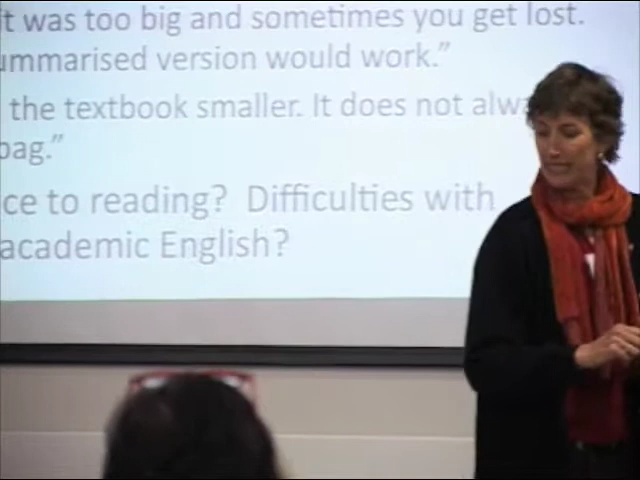 t was too big and sometimes you get lost.
ummarised version would work."
the textbook smaller. It does not alwa
bag."
ce to reading? Difficulties with
academic English?